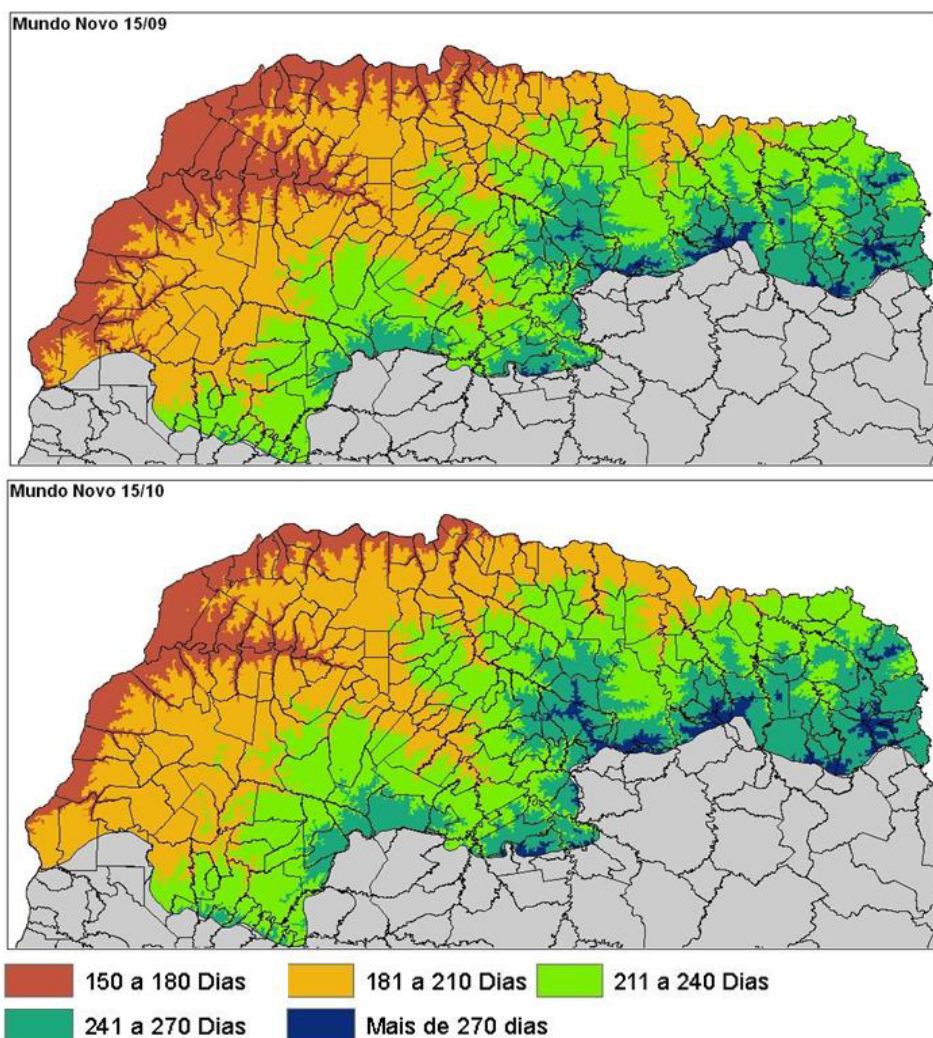 Mundo Novo 15/09
Mundo Novo 15/10
150 a 180 Dias
181 a 210 Dias
211 a 240 Dias
241 a 270 Dias
Mais de 270 dias